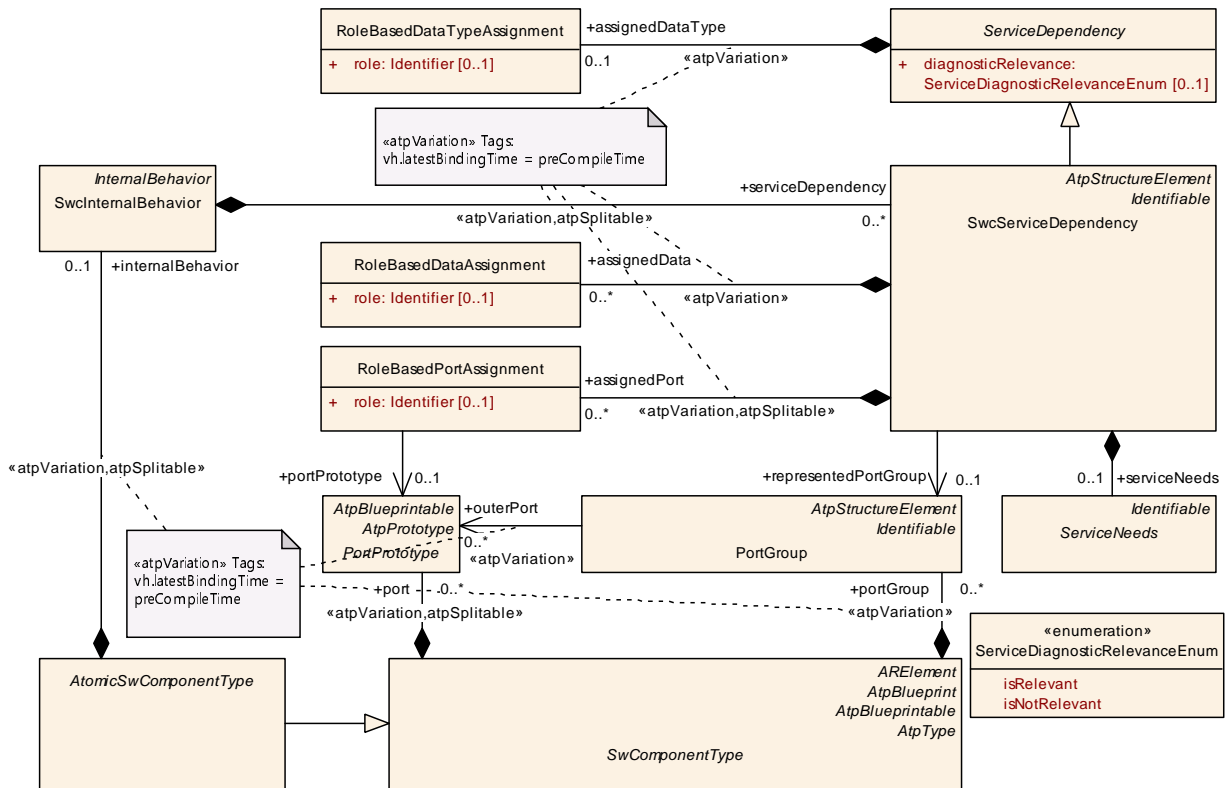 RoleBasedDataTypeAssignment
+ role: Identifier [0..1]
+assignedDataType
0..1
«atpVariation»
ServiceDependency
+ diagnosticRelevance:
ServiceDiagnosticRelevanceEnum [0..1]
«atpVariation» Tags:
vh.latestBindingTime = preCompileTime
InternalBehavior
SwcInternalBehavior
+serviceDependency
«atpVariation,atpSplitable»
0..*
AtpStructureElement
Identifiable
SwcServiceDependency
0..1
+internalBehavior
RoleBasedDataAssignment
+ role: Identifier [0..1]
+assignedData
0..*
«atpVariation»
RoleBasedPortAssignment
+ role: Identifier [0..1]
+assignedPort
0..*
«atpVariation,atpSplitable»
«atpVariation,atpSplitable»
+portPrototype
0..1
+representedPortGroup
0..1
0..1
+serviceNeeds
AtpBlueprintable
AtpPrototype
PortPrototype
+outerPort
0..*
«atpVariation»
AtpStructureElement
Identifiable
PortGroup
Identifiable
ServiceNeeds
«atpVariation» Tags:
vh.latestBindingTime =
preCompileTime
+port
0..*
«atpVariation,atpSplitable»
+portGroup
0..*
«atpVariation»
«enumeration»
ServiceDiagnosticRelevanceEnum
isRelevant
isNotRelevant
AtomicSwComponentType
ARElement
AtpBlueprint
AtpBlueprintable
AtpType
SwComponentType